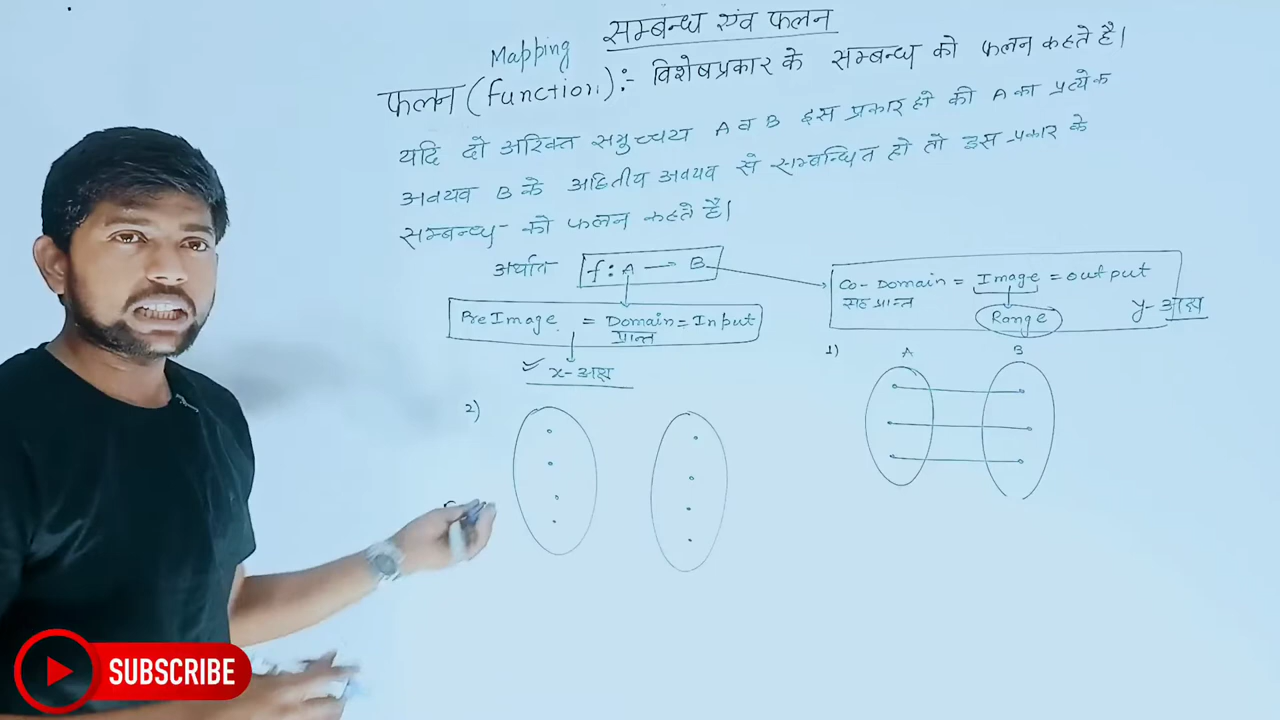 सम्बन्ध एंव फलन
Mapping
फलन (function) :- विशेषप्रकार के सम्बन्ध को फलन कहते है।
यदि दो अरिक्त समुच्चय A व B इस प्रकार हो की A का प्रत्येक
अवयव B के अद्वितीय अवयव से सम्बन्धित हो तो इस प्रकार के
सम्बन्ध को फलन कहते है।
अर्थात f : A → B
Co-Domain = Image = output
सह प्रान्त
Range
y-अक्ष
Pre Image = Domain = Input
प्रान्त
x-अक्ष
1)
A B
2)
SUBSCRIBE